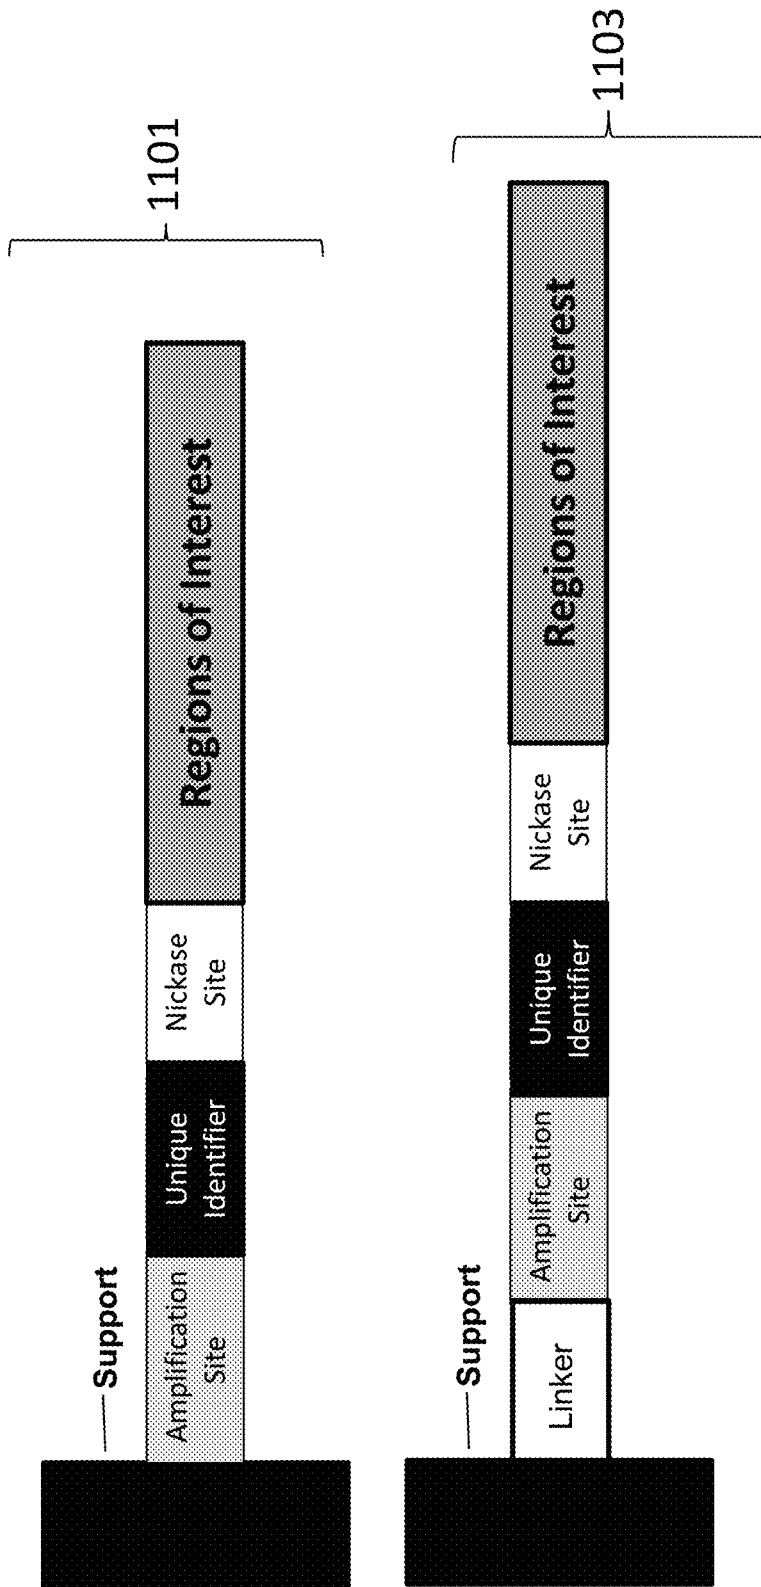 1101
Support
Amplification
Site
Unique
Identifier
Nickase
Site
Regions of Interest
1103
Support
Linker
Amplification
Site
Unique
Identifier
Nickase
Site
Regions of Interest